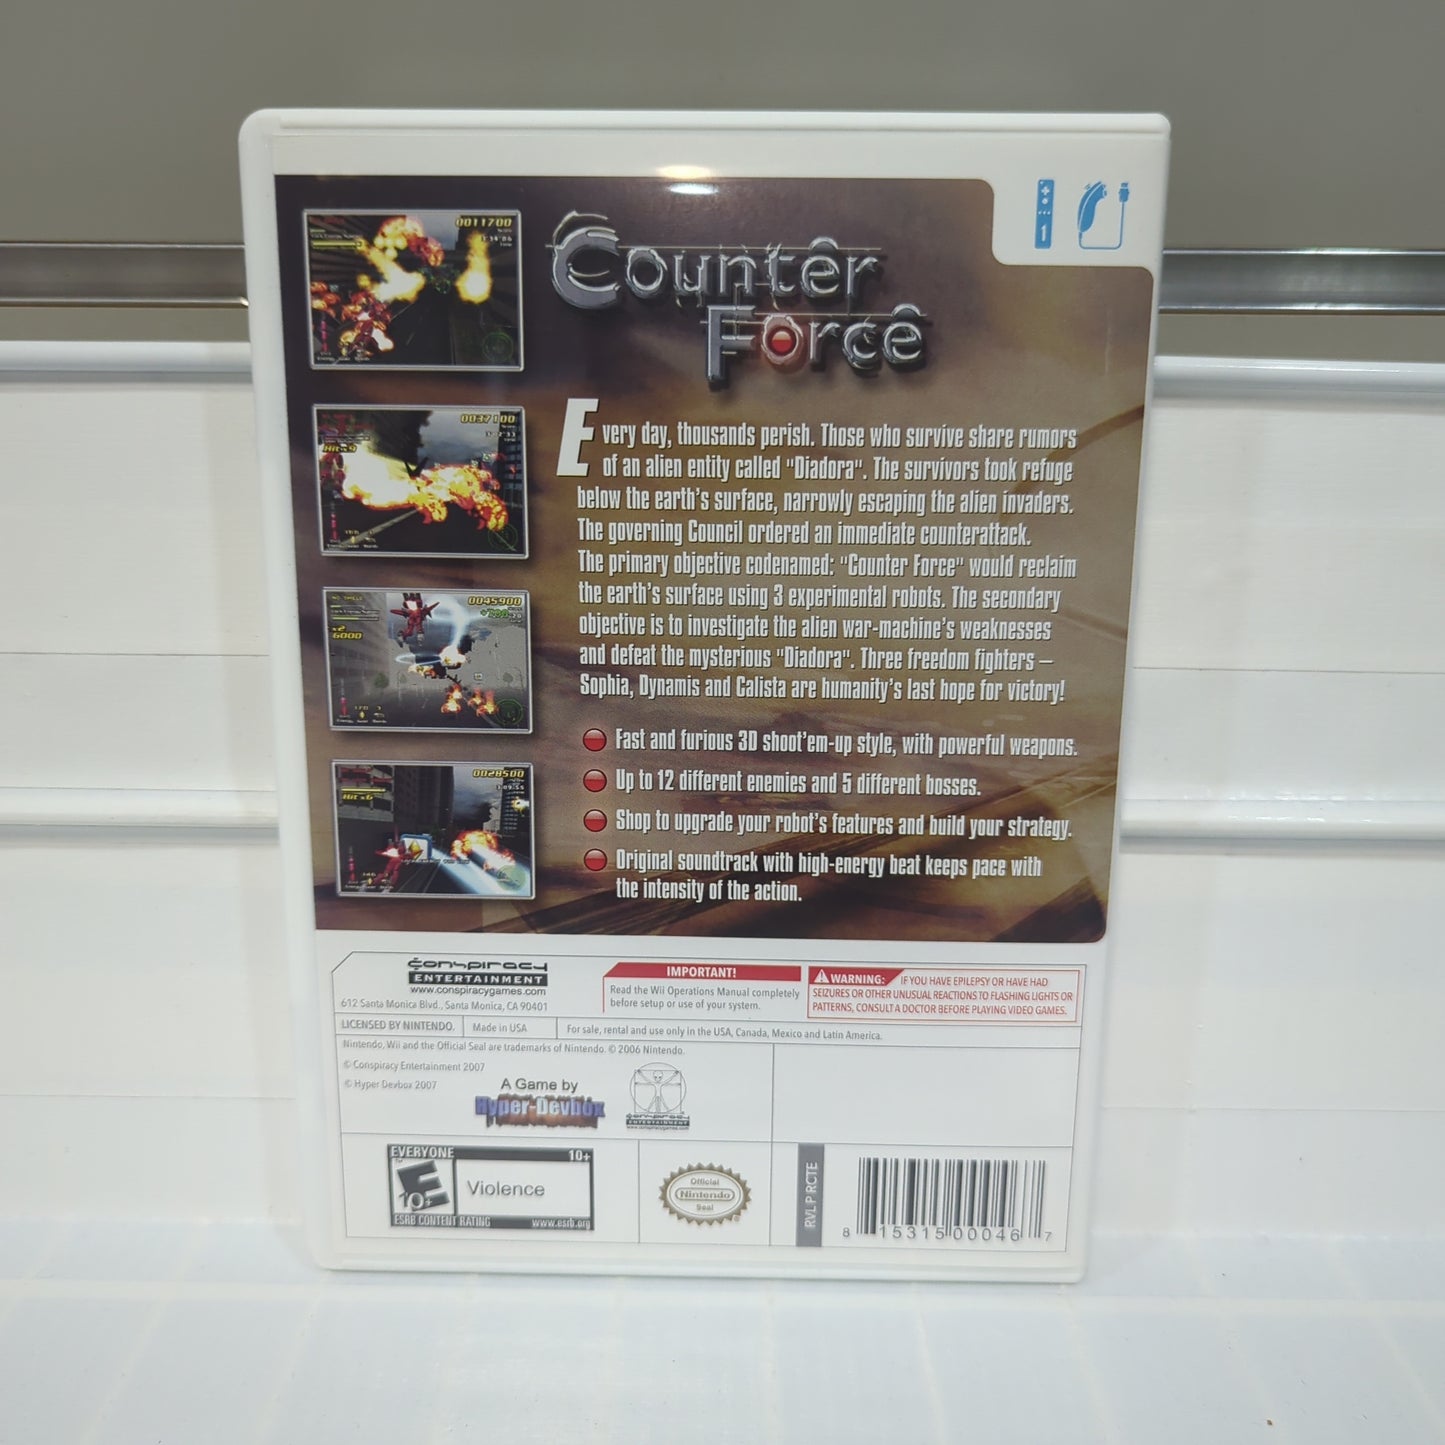 Counter
Force
0011700
0037100
Hit x 9
0045900
x2
6000
0028500
Hit x 6
Every day, thousands perish. Those who survive share rumors
of an alien entity called "Diadora". The survivors took refuge
below the earth's surface, narrowly escaping the alien invaders.
The governing Council ordered an immediate counterattack.
The primary objective codenamed: "Counter Force" would reclaim
the earth's surface using 3 experimental robots. The secondary
objective is to investigate the alien war-machine's weaknesses
and defeat the mysterious "Diadora". Three freedom fighters –
Sophia, Dynamis and Calista are humanity's last hope for victory!
Fast and furious 3D shoot'em-up style, with powerful weapons.
Up to 12 different enemies and 5 different bosses.
Shop to upgrade your robot's features and build your strategy.
Original soundtrack with high-energy beat keeps pace with
the intensity of the action.
conspiracy
ENTERTAINMENT
www.conspiracygames.com
612 Santa Monica Blvd., Santa Monica, CA 90401
IMPORTANT!
Read the Wii Operations Manual completely
before setup or use of your system.
WARNING: IF YOU HAVE EPILEPSY OR HAVE HAD
SEIZURES OR OTHER UNUSUAL REACTIONS TO FLASHING LIGHTS OR
PATTERNS, CONSULT A DOCTOR BEFORE PLAYING VIDEO GAMES.
LICENSED BY NINTENDO. Made in USA For sale, rental and use only in the USA, Canada, Mexico and Latin America.
Nintendo, Wii and the Official Seal are trademarks of Nintendo. © 2006 Nintendo.
© Conspiracy Entertainment 2007
© Hyper Devbox 2007
A Game by
Hyper-Devbox
conspiracy
ENTERTAINMENT
www.conspiracygames.com
EVERYONE 10+
E
10+
Violence
ESRB CONTENT RATING www.esrb.org
Official
Nintendo
Seal
RVL P RCTE
8 15315 00046 7